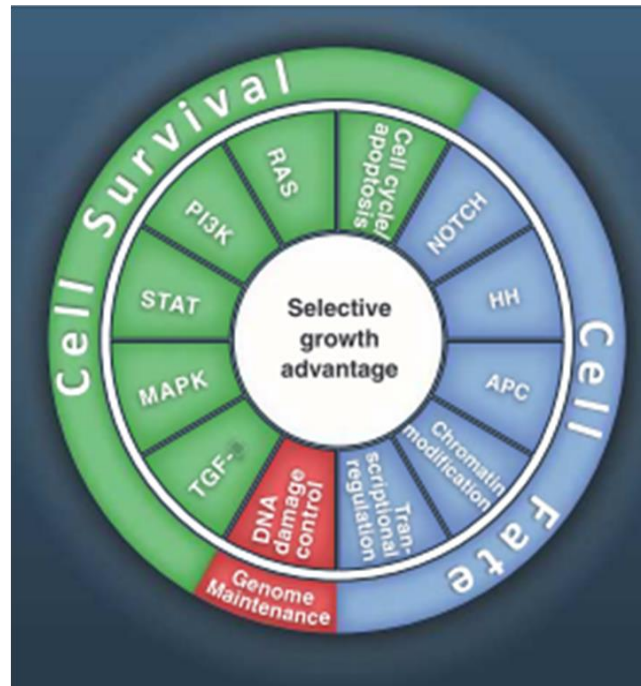 Cell Survival
Cell Fate
Genome
Maintenance
Cell cycle/
apoptosis
NOTCH
HH
APC
Chromatin
modification
Tran-
scriptional
regulation
DNA
damage
control
TGF-
MAPK
STAT
PI3K
RAS
Selective
growth
advantage